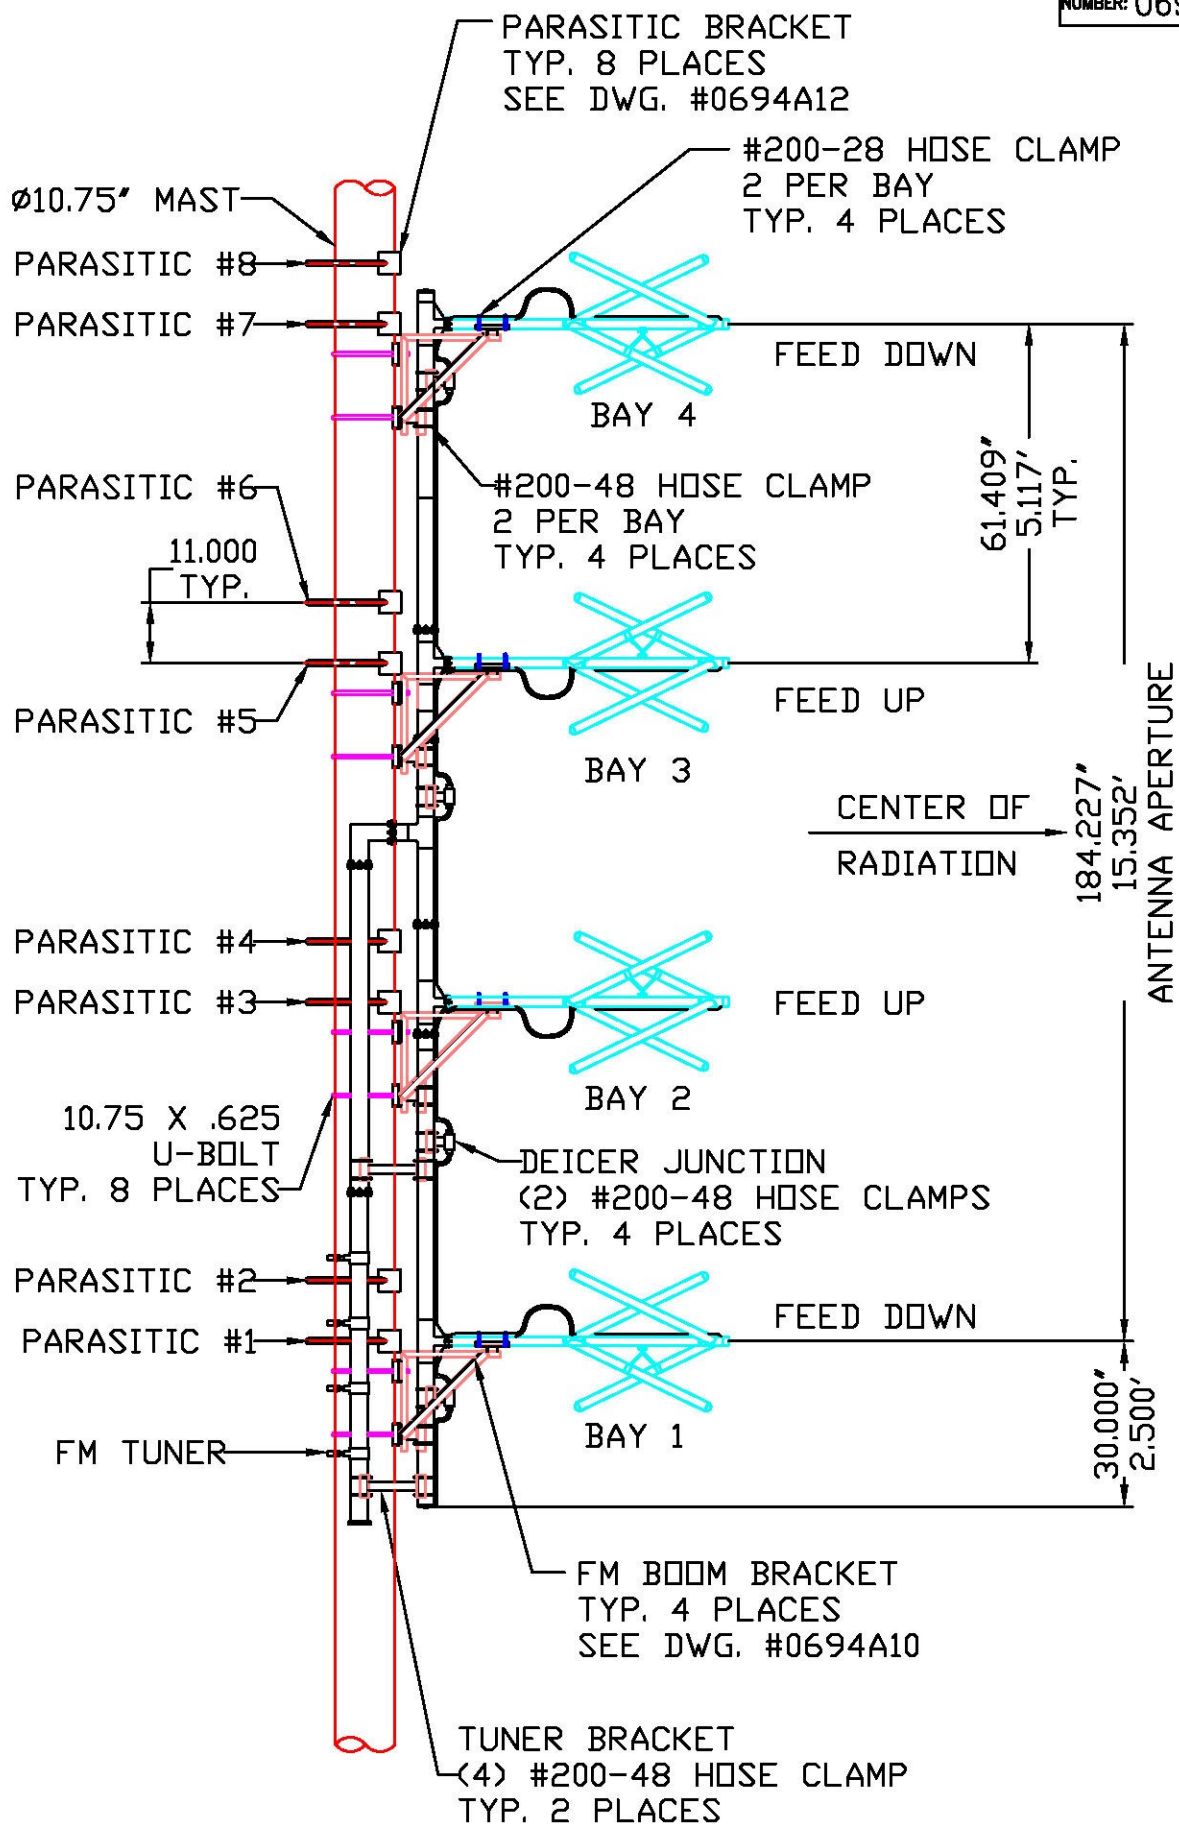 NUMBER:
PARASITIC BRACKET
TYP. 8 PLACES
SEE DWG. #0694A12
#200-28 HOSE CLAMP
2 PER BAY
TYP. 4 PLACES
Ø10.75" MAST
PARASITIC #8
PARASITIC #7
FEED DOWN
BAY 4
PARASITIC #6
#200-48 HOSE CLAMP
2 PER BAY
TYP. 4 PLACES
61.409"
5.117'
TYP.
11.000
TYP.
PARASITIC #5
FEED UP
BAY 3
CENTER OF
RADIATION
184.227"
15.352'
ANTENNA APERTURE
PARASITIC #4
PARASITIC #3
FEED UP
BAY 2
10.75 X .625
U-BOLT
TYP. 8 PLACES
DEICER JUNCTION
(2) #200-48 HOSE CLAMPS
TYP. 4 PLACES
PARASITIC #2
FEED DOWN
PARASITIC #1
BAY 1
30.000"
2.500'
FM TUNER
FM BOOM BRACKET
TYP. 4 PLACES
SEE DWG. #0694A10
TUNER BRACKET
(4) #200-48 HOSE CLAMP
TYP. 2 PLACES